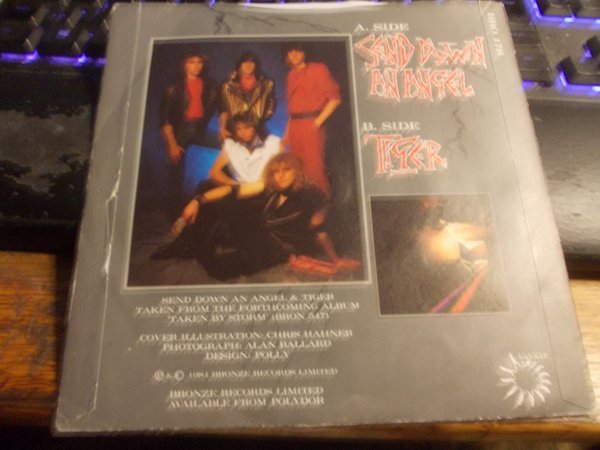 A. SIDE
SEND DOWN
AN ANGEL
BRO 178
B. SIDE
TIGER
SEND DOWN AN ANGEL & TIGER
TAKEN FROM THE FORTHCOMING ALBUM
TAKEN BY STORM (BRON 547)
COVER ILLUSTRATION: CHRIS
PHOTOGRAPH: ALAN BALLARD
DESIGN: POLLY
℗ & © 1984 BRONZE RECORDS LIMITED
BRONZE RECORDS LIMITED
AVAILABLE FROM POLYDOR